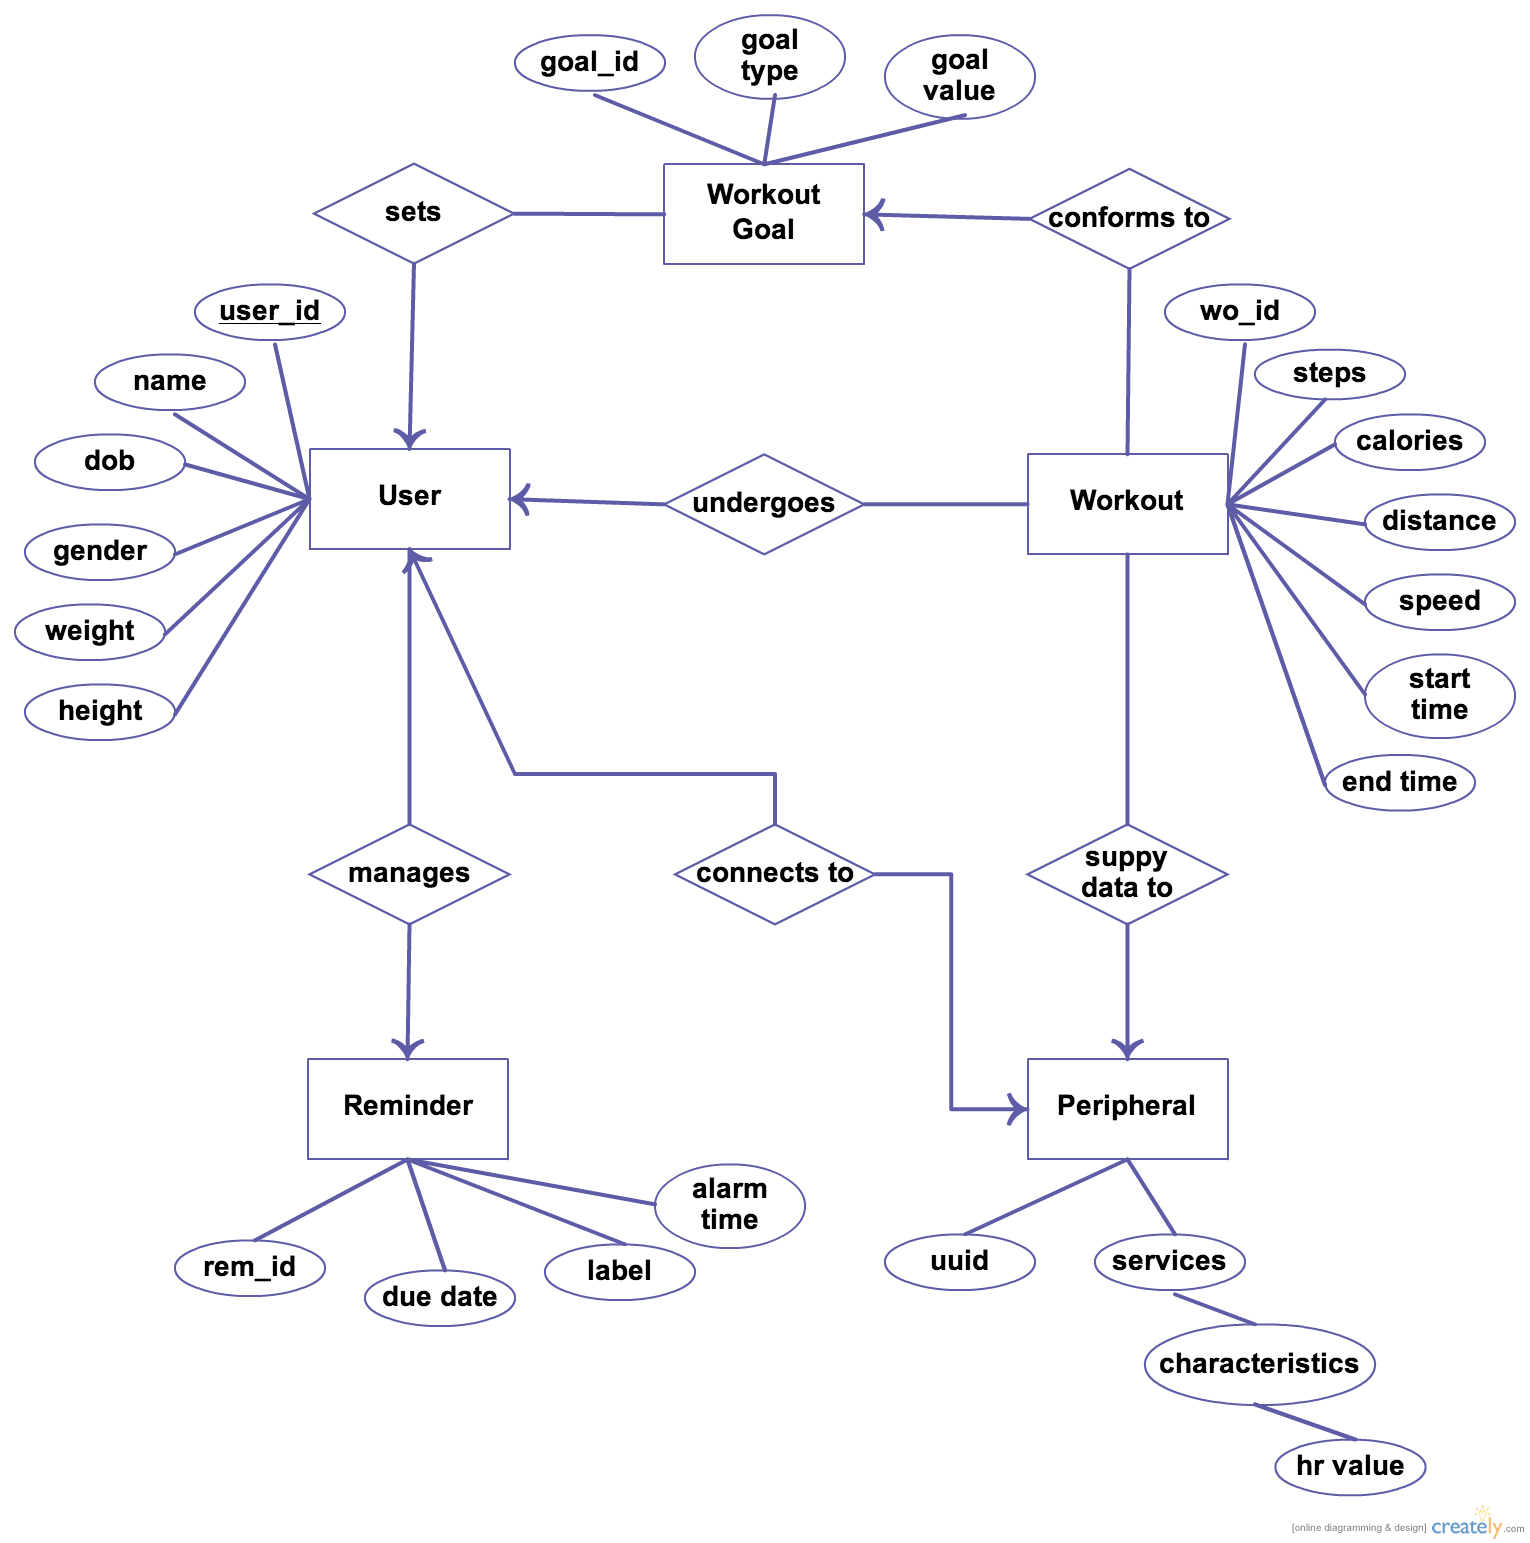 goal_id
goal
type
goal
value
Workout
Goal
sets
conforms to
user_id
wo_id
name
steps
dob
calories
User
undergoes
Workout
distance
gender
speed
weight
start
time
height
end time
manages
connects to
suppy
data to
Reminder
Peripheral
alarm
time
rem_id
due date
label
uuid
services
characteristics
hr value
[online diagramming & design] creately.com